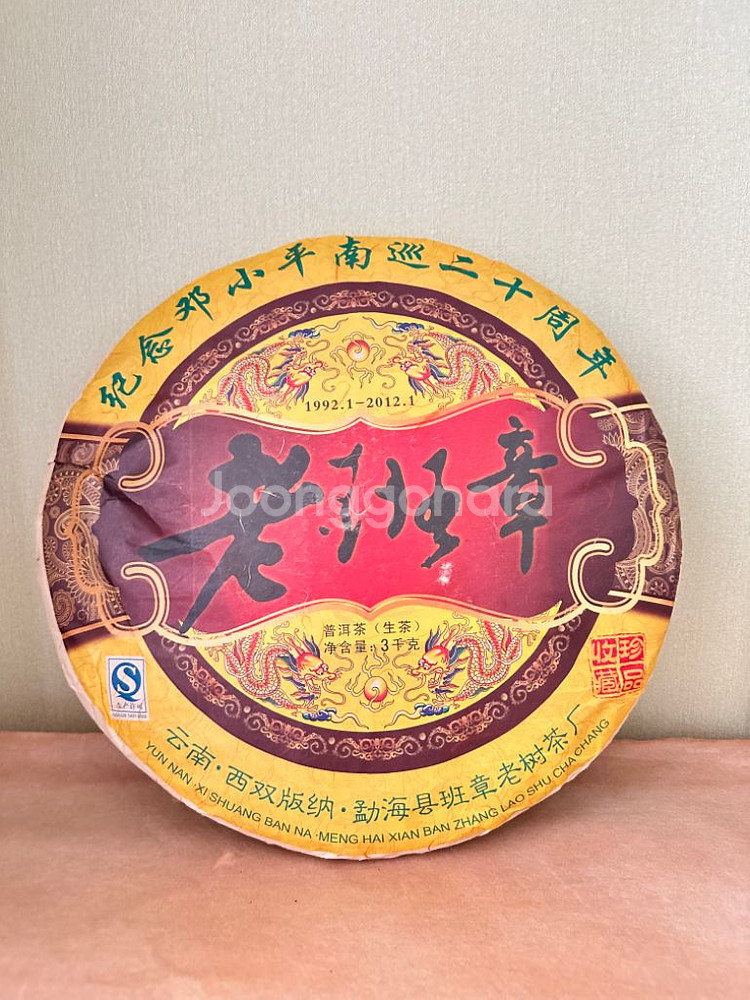 纪念邓小平南巡二十周年
1992.1-2012.1
老班章
Joonggonara
普洱茶（生茶）
净含量：3千克
珍品
收藏
云南·西双版纳·勐海县班章老树茶厂
YUN NAN·XI SHUANG BAN NA·MENG HAI XIAN BAN ZHANG LAO SHU CHA CHANG